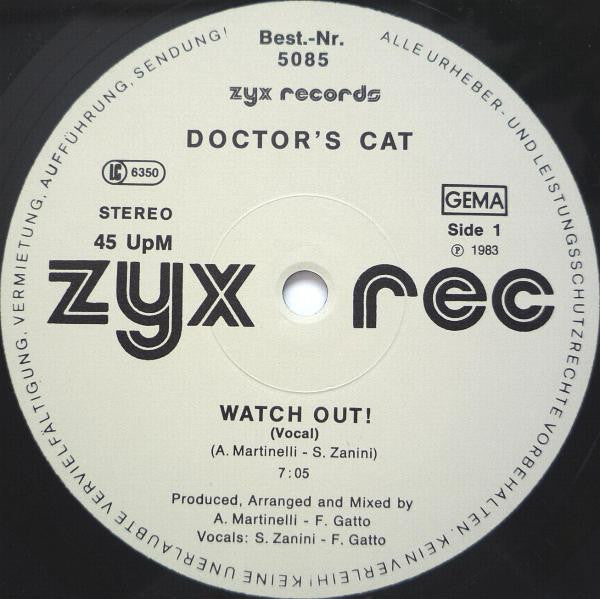 ALLE URHEBER- UND LEISTUNGSSCHUTZRECHTE VORBEHALTEN. KEIN VERLEIH! KEINE UNERLAUBTE VERVIELFÄLTIGUNG, VERMIETUNG, AUFFÜHRUNG, SENDUNG!
Best.-Nr.
5085
zyx records
DOCTOR'S CAT
LC 6350
GEMA
STEREO
Side 1
45 UpM
Ⓟ 1983
zyx rec
WATCH OUT!
(Vocal)
(A. Martinelli - S. Zanini)
7:05
Produced, Arranged and Mixed by
A. Martinelli - F. Gatto
Vocals: S. Zanini - F. Gatto